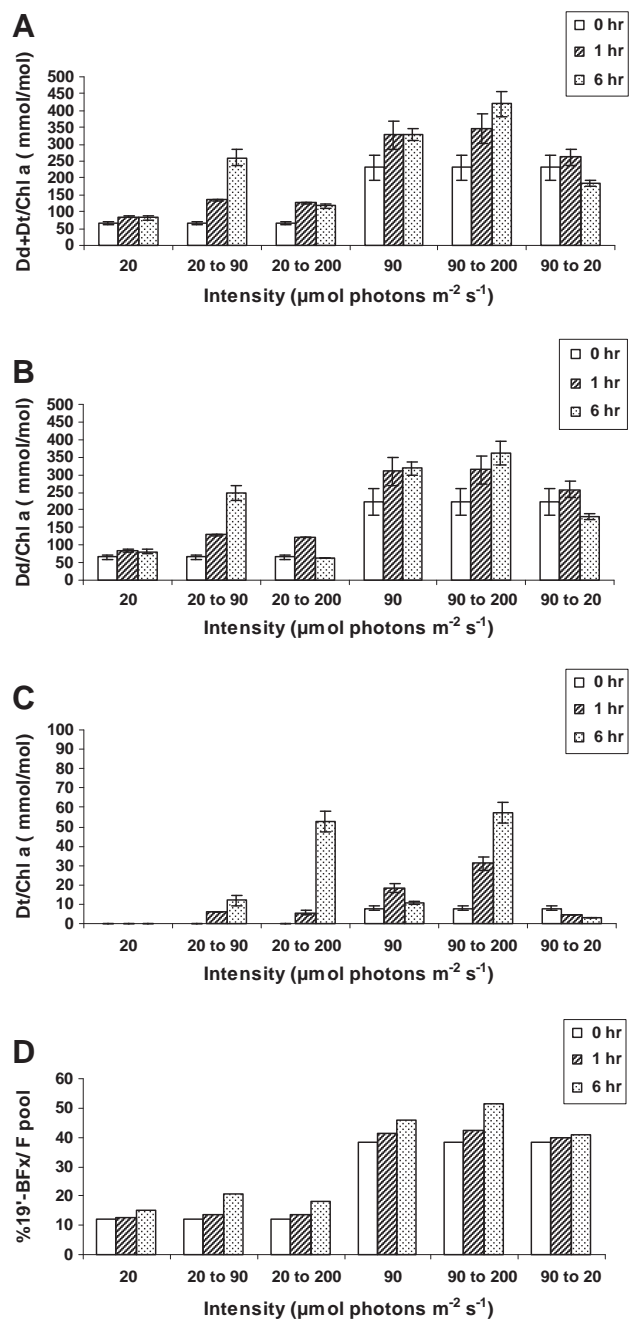 A
0 hr
1 hr
6 hr
Dd+Dt/Chl a ( mmol/mol)
500
450
400
350
300
250
200
150
100
50
0
20 20 to 90 20 to 200 90 90 to 200 90 to 20
Intensity (µmol photons m⁻² s⁻¹)
B
0 hr
1 hr
6 hr
Dd/Chl a (mmol/mol)
500
450
400
350
300
250
200
150
100
50
0
20 20 to 90 20 to 200 90 90 to 200 90 to 20
Intensity (µmol photons m⁻² s⁻¹)
C
0 hr
1 hr
6 hr
Dt/Chl a ( mmol/mol)
100
90
80
70
60
50
40
30
20
10
0
20 20 to 90 20 to 200 90 90 to 200 90 to 20
Intensity (µmol photons m⁻² s⁻¹)
D
0 hr
1 hr
6 hr
%19'-BFx/ F pool
60
50
40
30
20
10
0
20 20 to 90 20 to 200 90 90 to 200 90 to 20
Intensity (µmol photons m⁻² s⁻¹)